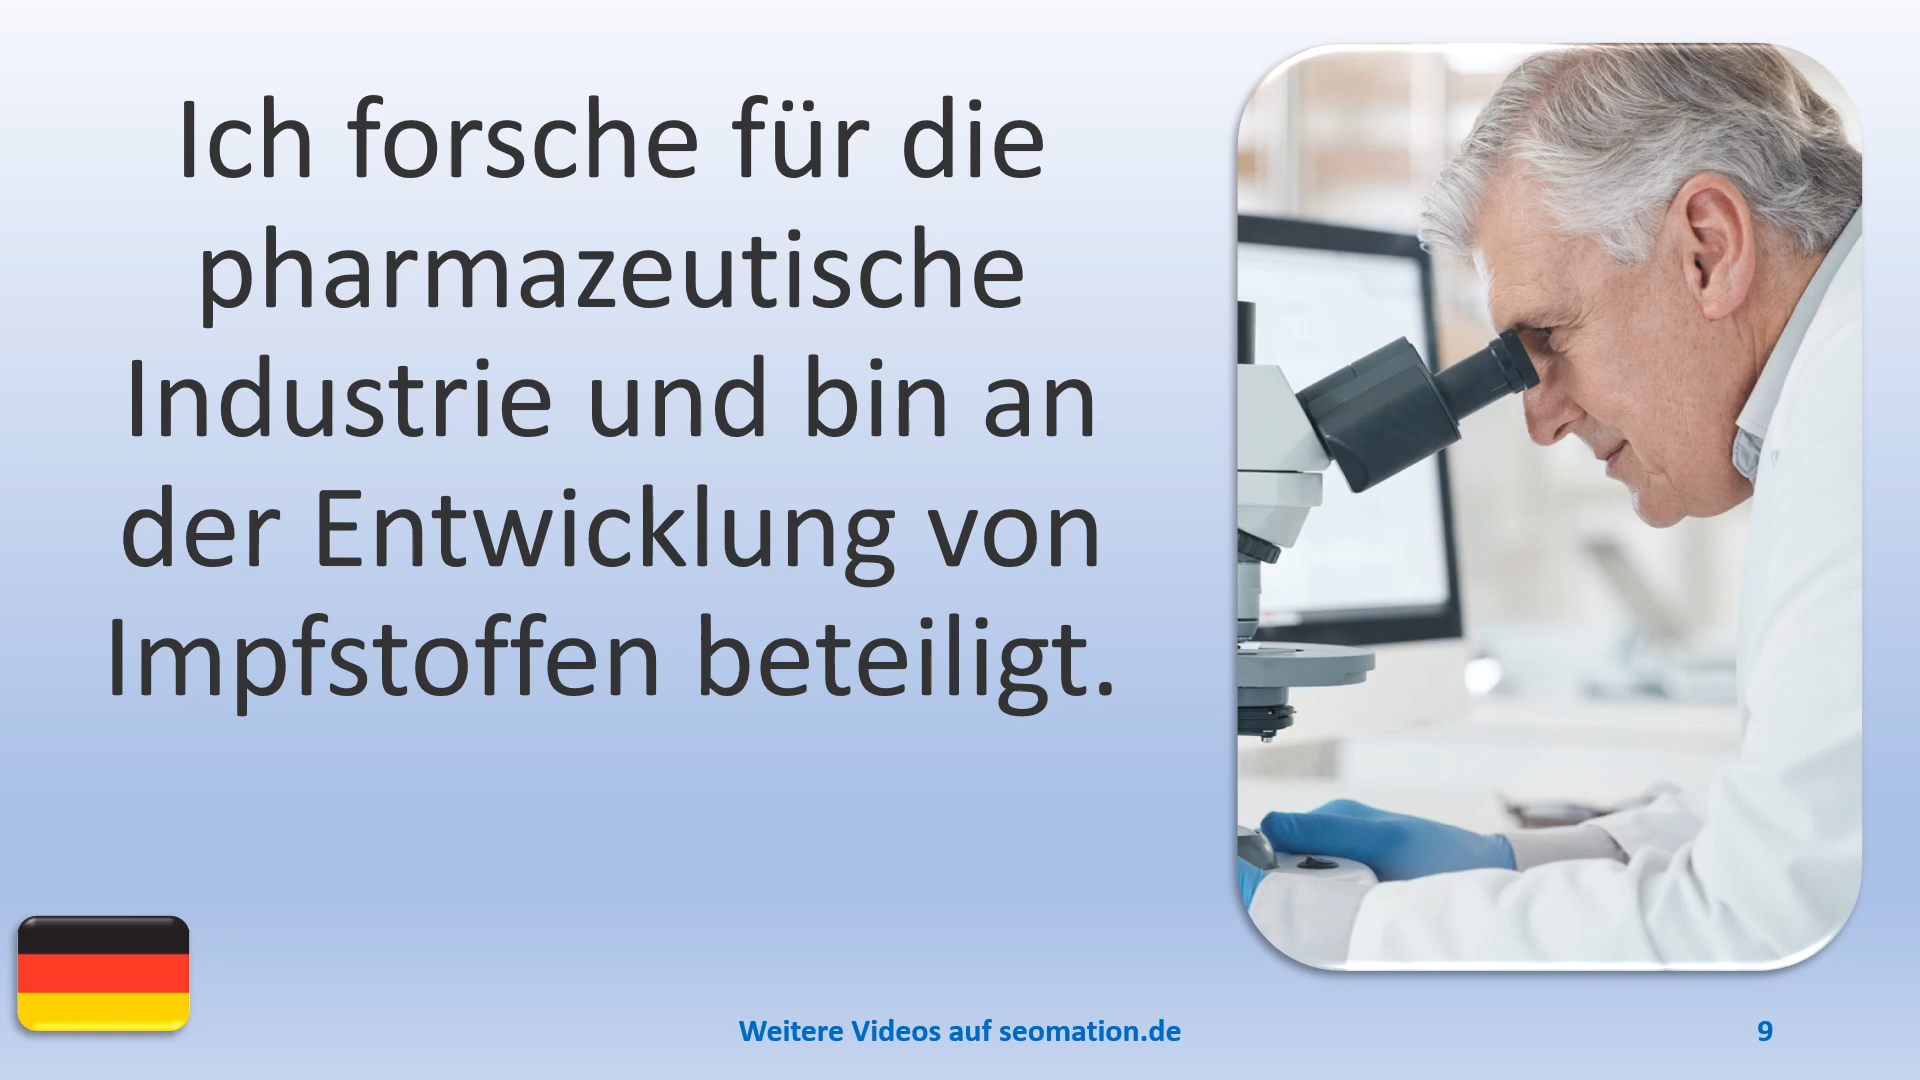 Ich forsche für die
pharmazeutische
Industrie und bin an
der Entwicklung von
Impfstoffen beteiligt.
Weitere Videos auf seomation.de
9